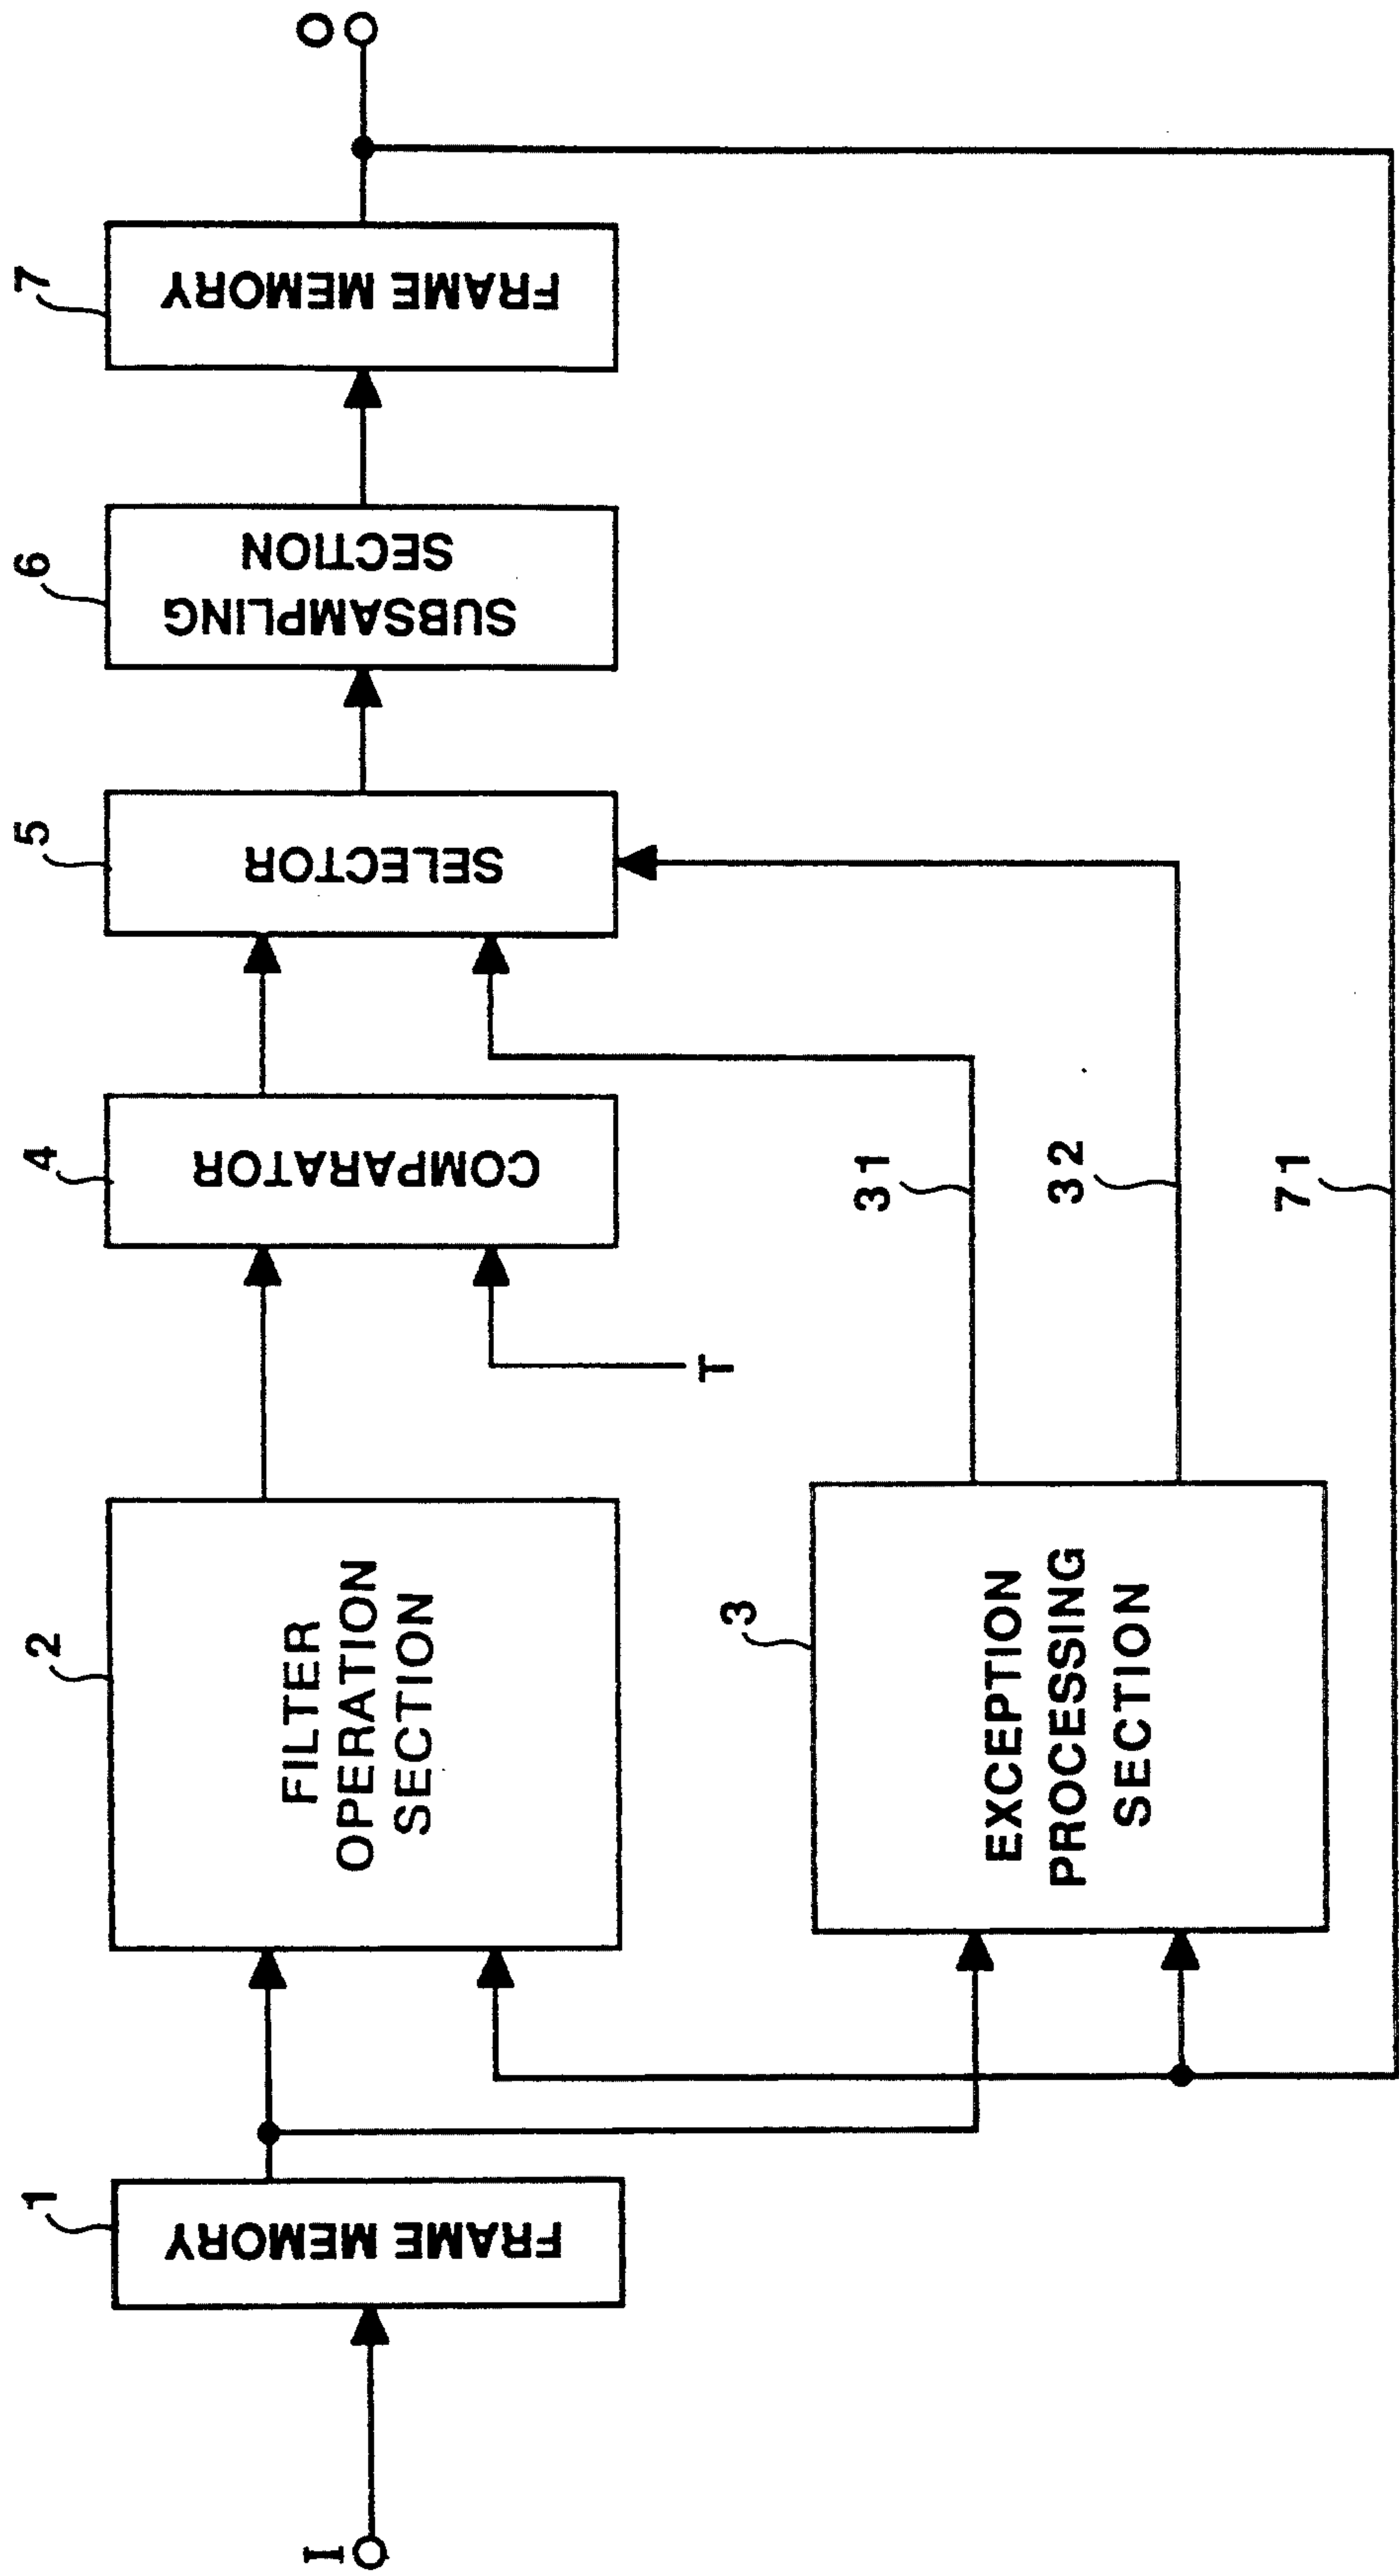 I
1
FRAME MEMORY
2
FILTER
OPERATION
SECTION
3
EXCEPTION
PROCESSING
SECTION
T
4
COMPARATOR
31
32
71
5
SELECTOR
6
SUBSAMPLING
SECTION
7
FRAME MEMORY
O